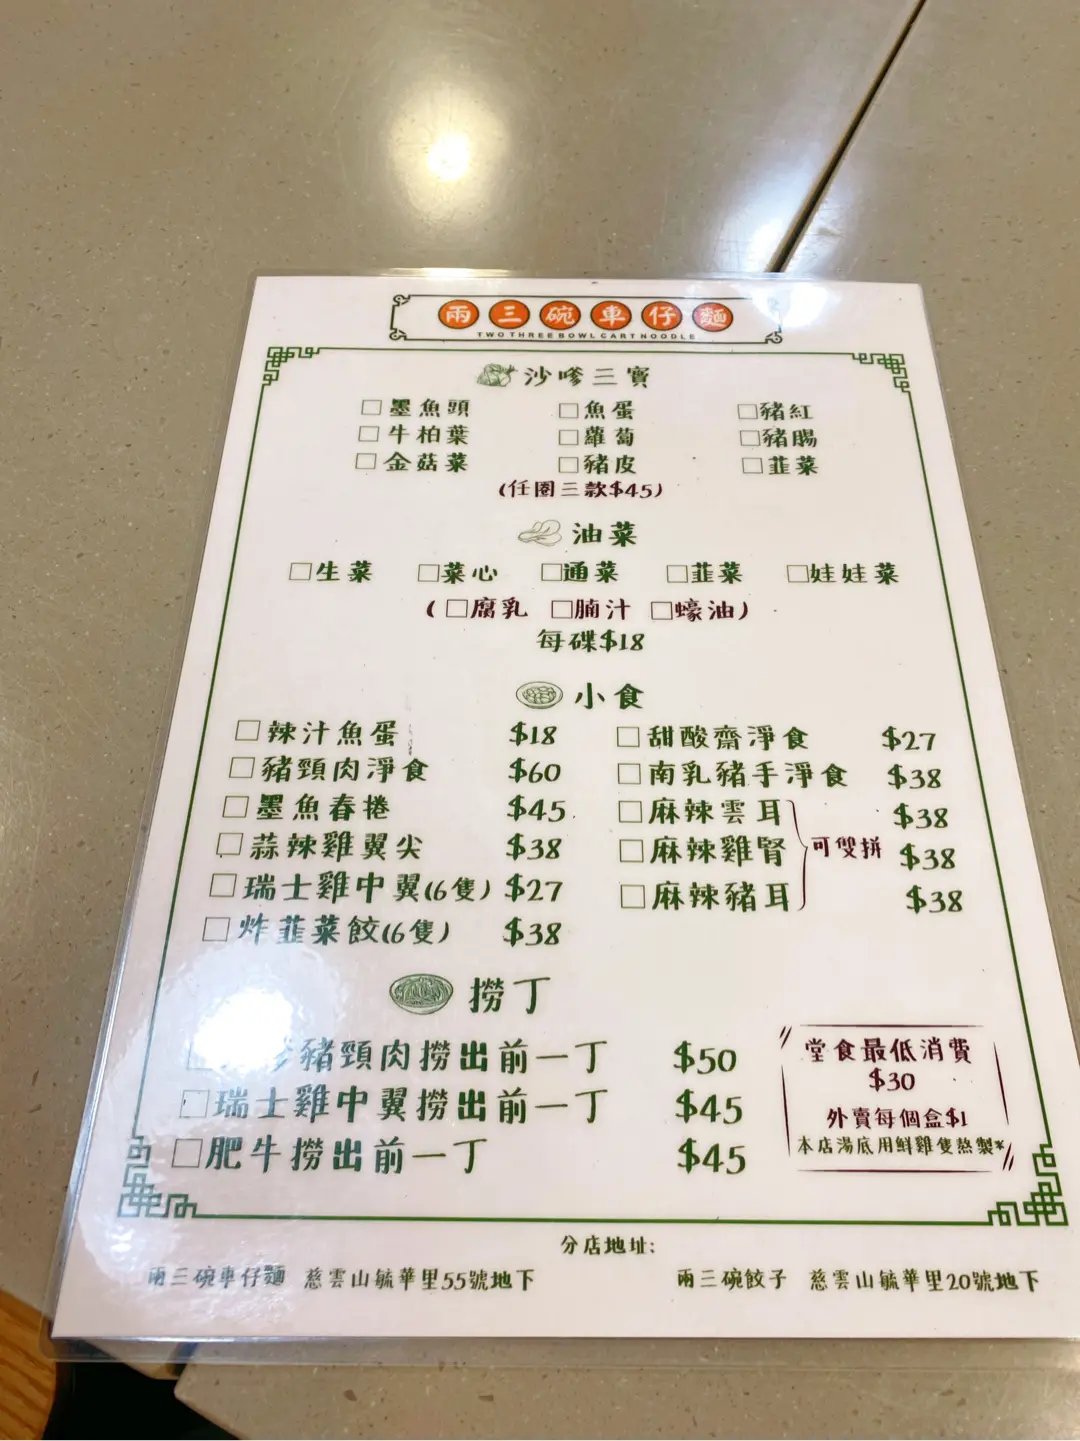 兩三碗車仔麵
TWO THREE BOWL CART NOODLE
沙嗲三寶
□墨魚頭 □魚蛋 □豬紅
□牛柏葉 □蘿蔔 □豬腸
□金菇菜 □豬皮 □韮菜
(任圈三款$45)
油菜
□生菜 □菜心 □通菜 □韮菜 □娃娃菜
(□腐乳 □腩汁 □蠔油)
每碟$18
小食
□辣汁魚蛋 $18 □甜酸齋淨食 $27
□豬頸肉淨食 $60 □南乳豬手淨食 $38
□墨魚春捲 $45 □麻辣雲耳 $38
□蒜辣雞翼尖 $38 □麻辣雞腎 可雙拼 $38
□瑞士雞中翼(6隻) $27 □麻辣豬耳 $38
□炸韮菜餃(6隻) $38
撈丁
豬頸肉撈出前一丁 $50
□瑞士雞中翼撈出前一丁 $45
□肥牛撈出前一丁 $45
堂食最低消費
$30
外賣每個盒$1
本店湯底用鮮雞隻熬製*
分店地址:
兩三碗車仔麵 慈雲山毓華里55號地下 兩三碗餃子 慈雲山毓華里20號地下